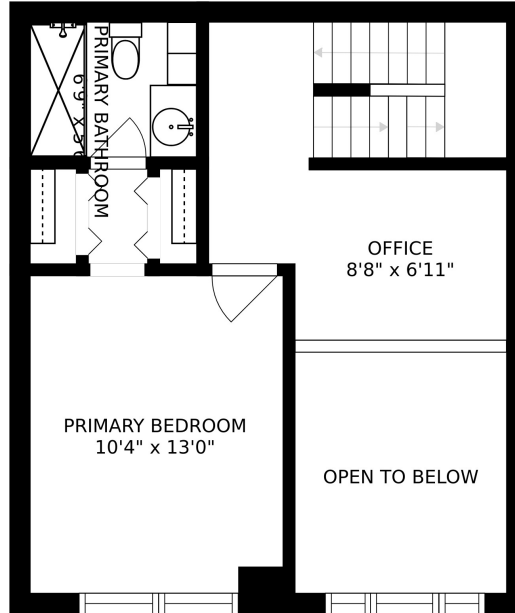 PRIMARY BATHROOM
OFFICE
8'8" x 6'11"
PRIMARY BEDROOM
10'4" x 13'0"
OPEN TO BELOW